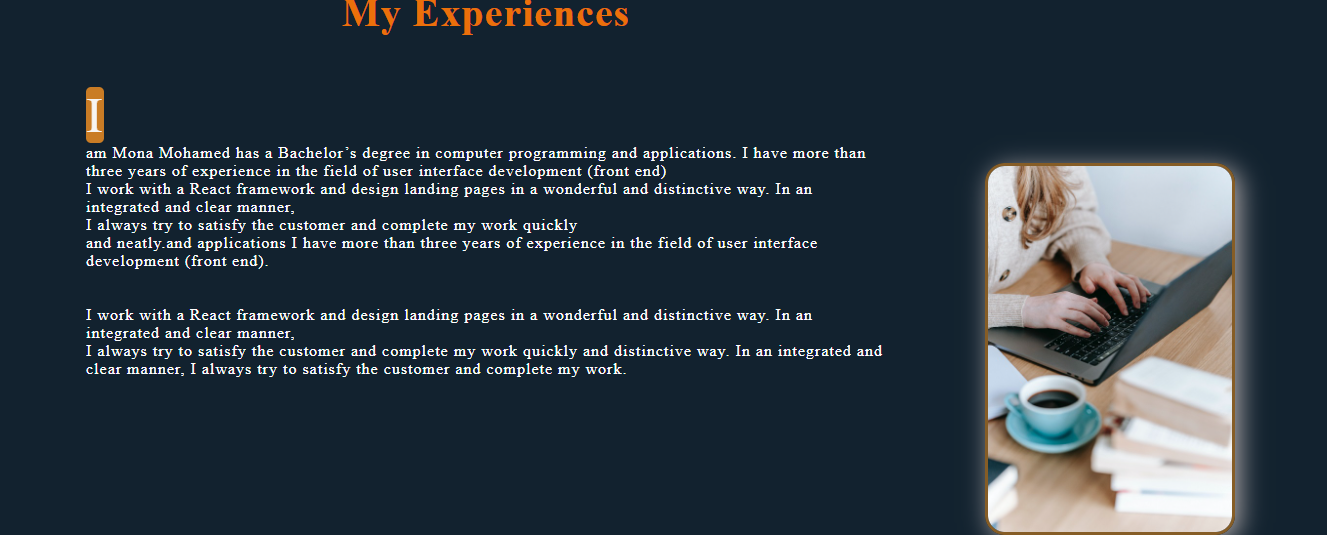 My Experiences
I
am Mona Mohamed has a Bachelor’s degree in computer programming and applications. I have more than
three years of experience in the field of user interface development (front end)
I work with a React framework and design landing pages in a wonderful and distinctive way. In an
integrated and clear manner,
I always try to satisfy the customer and complete my work quickly
and neatly.and applications I have more than three years of experience in the field of user interface
development (front end).
I work with a React framework and design landing pages in a wonderful and distinctive way. In an
integrated and clear manner,
I always try to satisfy the customer and complete my work quickly and distinctive way. In an integrated and
clear manner, I always try to satisfy the customer and complete my work.